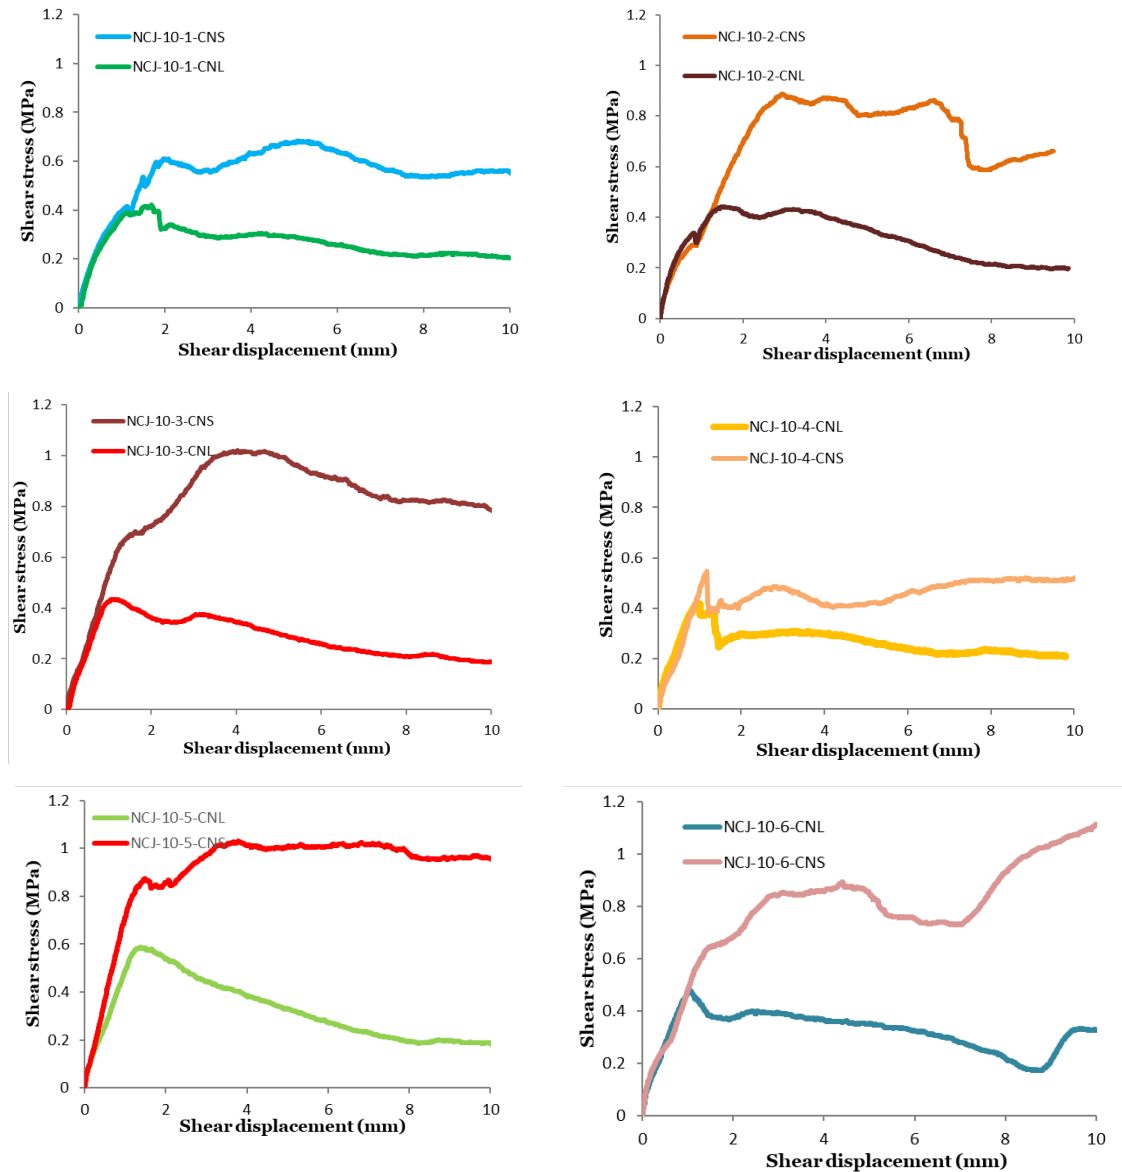 1.2
1
0.8
0.6
0.4
0.2
0
Shear stress (MPa)
NCJ-10-1-CNS
NCJ-10-1-CNL
0 2 4 6 8 10
Shear displacement (mm)
1.2
1
0.8
0.6
0.4
0.2
0
Shear stress (MPa)
NCJ-10-2-CNS
NCJ-10-2-CNL
0 2 4 6 8 10
Shear displacement (mm)
1.2
1
0.8
0.6
0.4
0.2
0
Shear stress (MPa)
NCJ-10-3-CNS
NCJ-10-3-CNL
0 2 4 6 8 10
Shear displacement (mm)
1.2
1
0.8
0.6
0.4
0.2
0
Shear stress (MPa)
NCJ-10-4-CNL
NCJ-10-4-CNS
0 2 4 6 8 10
Shear displacement (mm)
1.2
1
0.8
0.6
0.4
0.2
0
Shear stress (MPa)
NCJ-10-5-CNL
NCJ-10-5-CNS
0 2 4 6 8 10
Shear displacement (mm)
1.2
1
0.8
0.6
0.4
0.2
0
Shear stress (MPa)
NCJ-10-6-CNL
NCJ-10-6-CNS
0 2 4 6 8 10
Shear displacement (mm)